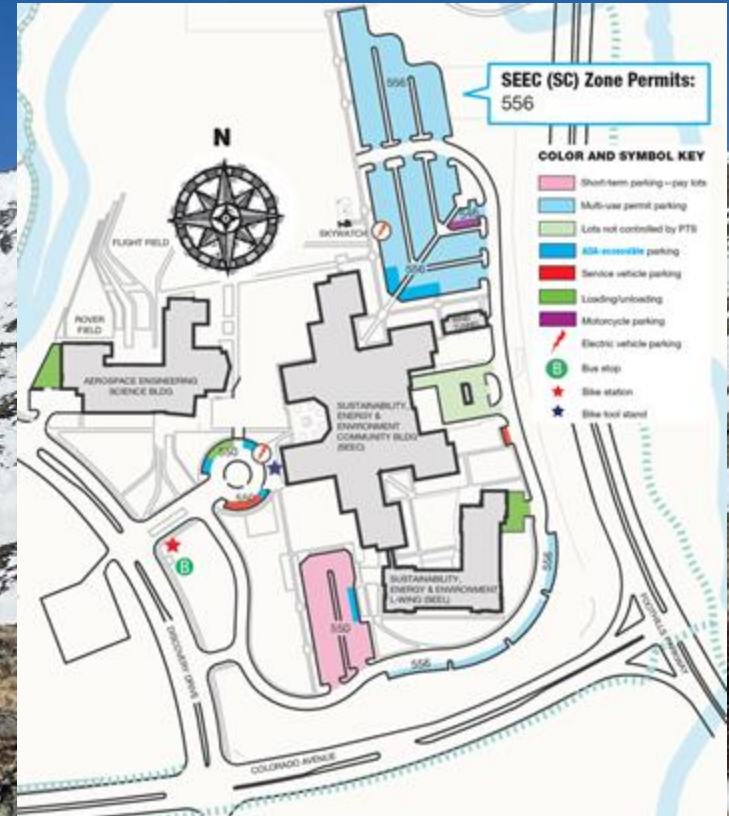 SEEC (SC) Zone Permits:
556
COLOR AND SYMBOL KEY
Short-term parking—pay lots
Multi-use permit parking
Lots not controlled by PTS
ADA-accessible parking
Service vehicle parking
Loading/unloading
Motorcycle parking
Electric vehicle parking
B
Bus stop
Bike station
Bike tool stand
556
N
SKYWATCH
FLIGHT FIELD
556
ROVER
FIELD
AEROSPACE ENGINEERING
SCIENCE BLDG
SUSTAINABILITY,
ENERGY &
ENVIRONMENT
COMMUNITY BLDG
(SEEC)
550
550
B
SUSTAINABILITY,
ENERGY & ENVIRONMENT
L-WING (SEEL)
550
556
556
DISCOVERY DRIVE
FOOTHILLS PARKWAY
COLORADO AVENUE